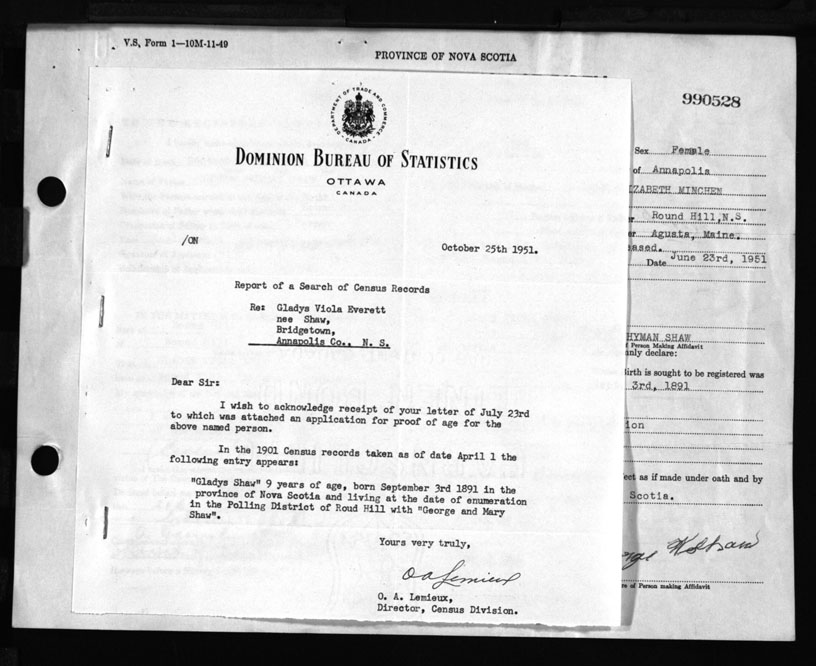 V.S. Form 1—10M-11-49
PROVINCE OF NOVA SCOTIA
990528
DEPARTMENT OF TRADE AND COMMERCE
CANADA
DOMINION BUREAU OF STATISTICS
OTTAWA
CANADA
/ON
October 25th 1951.
Report of a Search of Census Records
Re: Gladys Viola Everett
nee Shaw,
Bridgetown,
Annapolis Co., N. S.
Dear Sir:
I wish to acknowledge receipt of your letter of July 23rd
to which was attached an application for proof of age for the
above named person.
In the 1901 Census records taken as of date April 1 the
following entry appears:
"Gladys Shaw" 9 years of age, born September 3rd 1891 in the
province of Nova Scotia and living at the date of enumeration
in the Polling District of Roud Hill with "George and Mary
Shaw".
Yours very truly,
O A Lemieux
O. A. Lemieux,
Director, Census Division.
Sex Female
of Annapolis
IZABETH MINCHEN
Round Hill, N.S.
Agusta, Maine.
eased.
Date June 23rd, 1951
HYMAN SHAW
of Person Making Affidavit
nly declare:
birth is sought to be registered was
3rd, 1891
ion
fect as if made under oath and by
Scotia.
re of Person making Affidavit